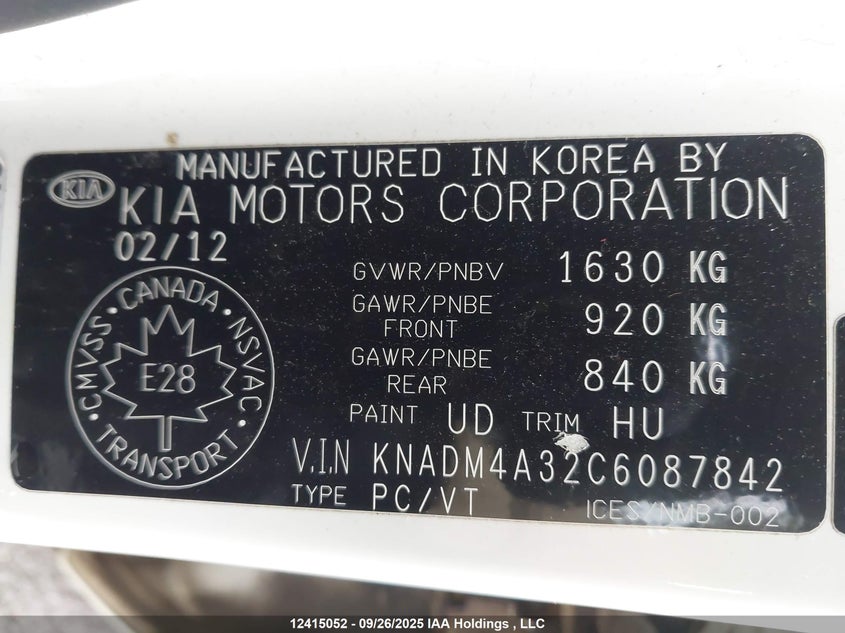 MANUFACTURED IN KOREA BY
KIA
KIA MOTORS CORPORATION
02/12
GVWR/PNBV 1630 KG
GAWR/PNBE FRONT 920 KG
GAWR/PNBE REAR 840 KG
PAINT UD TRIM HU
V.I.N KNADM4A32C6087842
TYPE PC/VT
ICES/NMB-002
CANADA
CMVSS · NSVAC
E28
TRANSPORT
12415052 - 09/26/2025 IAA Holdings , LLC